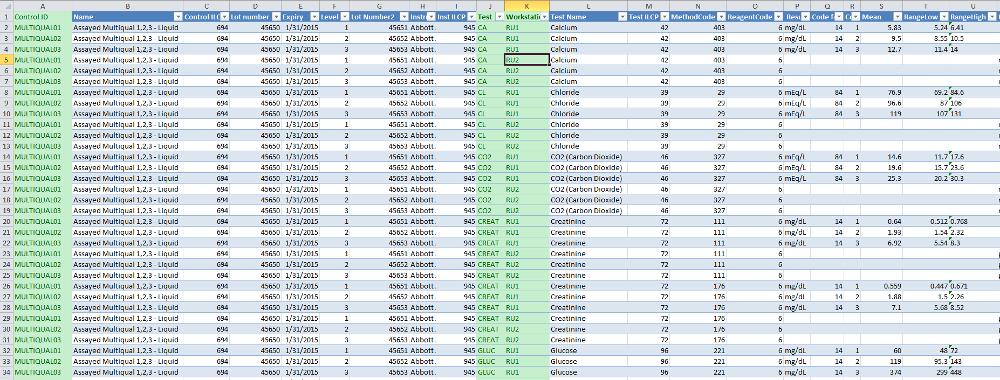 A B C D E F G H I J K L M N O P Q R S T U
1 Control ID Named Control ILC Lot number Expiry Level Lot Number2 Instru Inst ILCP Test Workstatio Test Name Test ILCP MethodCode ReagentCode Resu Code f Co Mean RangeLow RangeHigh
2 MULTIQUAL01 Assayed Multiqual 1,2,3 - Liquid 694 45650 1/31/2015 1 45651 Abbott 945 CA RU1 Calcium 42 403 6 mg/dL 14 1 5.83 5.24 6.41
3 MULTIQUAL02 Assayed Multiqual 1,2,3 - Liquid 694 45650 1/31/2015 2 45652 Abbott 945 CA RU1 Calcium 42 403 6 mg/dL 14 2 9.5 8.55 10.5
4 MULTIQUAL03 Assayed Multiqual 1,2,3 - Liquid 694 45650 1/31/2015 3 45653 Abbott 945 CA RU1 Calcium 42 403 6 mg/dL 14 3 12.7 11.4 14
5 MULTIQUAL01 Assayed Multiqual 1,2,3 - Liquid 694 45650 1/31/2015 1 45651 Abbott 945 CA RU2 Calcium 42 403 6
6 MULTIQUAL02 Assayed Multiqual 1,2,3 - Liquid 694 45650 1/31/2015 2 45652 Abbott 945 CA RU2 Calcium 42 403 6
7 MULTIQUAL03 Assayed Multiqual 1,2,3 - Liquid 694 45650 1/31/2015 3 45653 Abbott 945 CA RU2 Calcium 42 403 6
8 MULTIQUAL01 Assayed Multiqual 1,2,3 - Liquid 694 45650 1/31/2015 1 45651 Abbott 945 CL RU1 Chloride 39 29 6 mEq/L 84 1 76.9 69.2 84.6
9 MULTIQUAL02 Assayed Multiqual 1,2,3 - Liquid 694 45650 1/31/2015 2 45652 Abbott 945 CL RU1 Chloride 39 29 6 mEq/L 84 2 96.6 87 106
10 MULTIQUAL03 Assayed Multiqual 1,2,3 - Liquid 694 45650 1/31/2015 3 45653 Abbott 945 CL RU1 Chloride 39 29 6 mEq/L 84 3 119 107 131
11 MULTIQUAL01 Assayed Multiqual 1,2,3 - Liquid 694 45650 1/31/2015 1 45651 Abbott 945 CL RU2 Chloride 39 29 6
12 MULTIQUAL02 Assayed Multiqual 1,2,3 - Liquid 694 45650 1/31/2015 2 45652 Abbott 945 CL RU2 Chloride 39 29 6
13 MULTIQUAL03 Assayed Multiqual 1,2,3 - Liquid 694 45650 1/31/2015 3 45653 Abbott 945 CL RU2 Chloride 39 29 6
14 MULTIQUAL01 Assayed Multiqual 1,2,3 - Liquid 694 45650 1/31/2015 1 45651 Abbott 945 CO2 RU1 CO2 (Carbon Dioxide) 46 327 6 mEq/L 84 1 14.6 11.7 17.6
15 MULTIQUAL02 Assayed Multiqual 1,2,3 - Liquid 694 45650 1/31/2015 2 45652 Abbott 945 CO2 RU1 CO2 (Carbon Dioxide) 46 327 6 mEq/L 84 2 19.6 15.7 23.6
16 MULTIQUAL03 Assayed Multiqual 1,2,3 - Liquid 694 45650 1/31/2015 3 45653 Abbott 945 CO2 RU1 CO2 (Carbon Dioxide) 46 327 6 mEq/L 84 3 25.3 20.2 30.3
17 MULTIQUAL01 Assayed Multiqual 1,2,3 - Liquid 694 45650 1/31/2015 1 45651 Abbott 945 CO2 RU2 CO2 (Carbon Dioxide) 46 327 6
18 MULTIQUAL02 Assayed Multiqual 1,2,3 - Liquid 694 45650 1/31/2015 2 45652 Abbott 945 CO2 RU2 CO2 (Carbon Dioxide) 46 327 6
19 MULTIQUAL03 Assayed Multiqual 1,2,3 - Liquid 694 45650 1/31/2015 3 45653 Abbott 945 CO2 RU2 CO2 (Carbon Dioxide) 46 327 6
20 MULTIQUAL01 Assayed Multiqual 1,2,3 - Liquid 694 45650 1/31/2015 1 45651 Abbott 945 CREAT RU1 Creatinine 72 111 6 mg/dL 14 1 0.64 0.512 0.768
21 MULTIQUAL02 Assayed Multiqual 1,2,3 - Liquid 694 45650 1/31/2015 2 45652 Abbott 945 CREAT RU1 Creatinine 72 111 6 mg/dL 14 2 1.93 1.54 2.32
22 MULTIQUAL03 Assayed Multiqual 1,2,3 - Liquid 694 45650 1/31/2015 3 45653 Abbott 945 CREAT RU1 Creatinine 72 111 6 mg/dL 14 3 6.92 5.54 8.3
23 MULTIQUAL01 Assayed Multiqual 1,2,3 - Liquid 694 45650 1/31/2015 1 45651 Abbott 945 CREAT RU2 Creatinine 72 111 6
24 MULTIQUAL02 Assayed Multiqual 1,2,3 - Liquid 694 45650 1/31/2015 2 45652 Abbott 945 CREAT RU2 Creatinine 72 111 6
25 MULTIQUAL03 Assayed Multiqual 1,2,3 - Liquid 694 45650 1/31/2015 3 45653 Abbott 945 CREAT RU2 Creatinine 72 111 6
26 MULTIQUAL01 Assayed Multiqual 1,2,3 - Liquid 694 45650 1/31/2015 1 45651 Abbott 945 CREAT RU1 Creatinine 72 176 6 mg/dL 14 1 0.559 0.447 0.671
27 MULTIQUAL02 Assayed Multiqual 1,2,3 - Liquid 694 45650 1/31/2015 2 45652 Abbott 945 CREAT RU1 Creatinine 72 176 6 mg/dL 14 2 1.88 1.5 2.26
28 MULTIQUAL03 Assayed Multiqual 1,2,3 - Liquid 694 45650 1/31/2015 3 45653 Abbott 945 CREAT RU1 Creatinine 72 176 6 mg/dL 14 3 7.1 5.68 8.52
29 MULTIQUAL01 Assayed Multiqual 1,2,3 - Liquid 694 45650 1/31/2015 1 45651 Abbott 945 CREAT RU2 Creatinine 72 176 6
30 MULTIQUAL02 Assayed Multiqual 1,2,3 - Liquid 694 45650 1/31/2015 2 45652 Abbott 945 CREAT RU2 Creatinine 72 176 6
31 MULTIQUAL03 Assayed Multiqual 1,2,3 - Liquid 694 45650 1/31/2015 3 45653 Abbott 945 CREAT RU2 Creatinine 72 176 6
32 MULTIQUAL01 Assayed Multiqual 1,2,3 - Liquid 694 45650 1/31/2015 1 45651 Abbott 945 GLUC RU1 Glucose 96 221 6 mg/dL 14 1 60 48 72
33 MULTIQUAL02 Assayed Multiqual 1,2,3 - Liquid 694 45650 1/31/2015 2 45652 Abbott 945 GLUC RU1 Glucose 96 221 6 mg/dL 14 2 119 95.3 143
34 MULTIQUAL03 Assayed Multiqual 1,2,3 - Liquid 694 45650 1/31/2015 3 45653 Abbott 945 GLUC RU1 Glucose 96 221 6 mg/dL 14 3 374 299 448